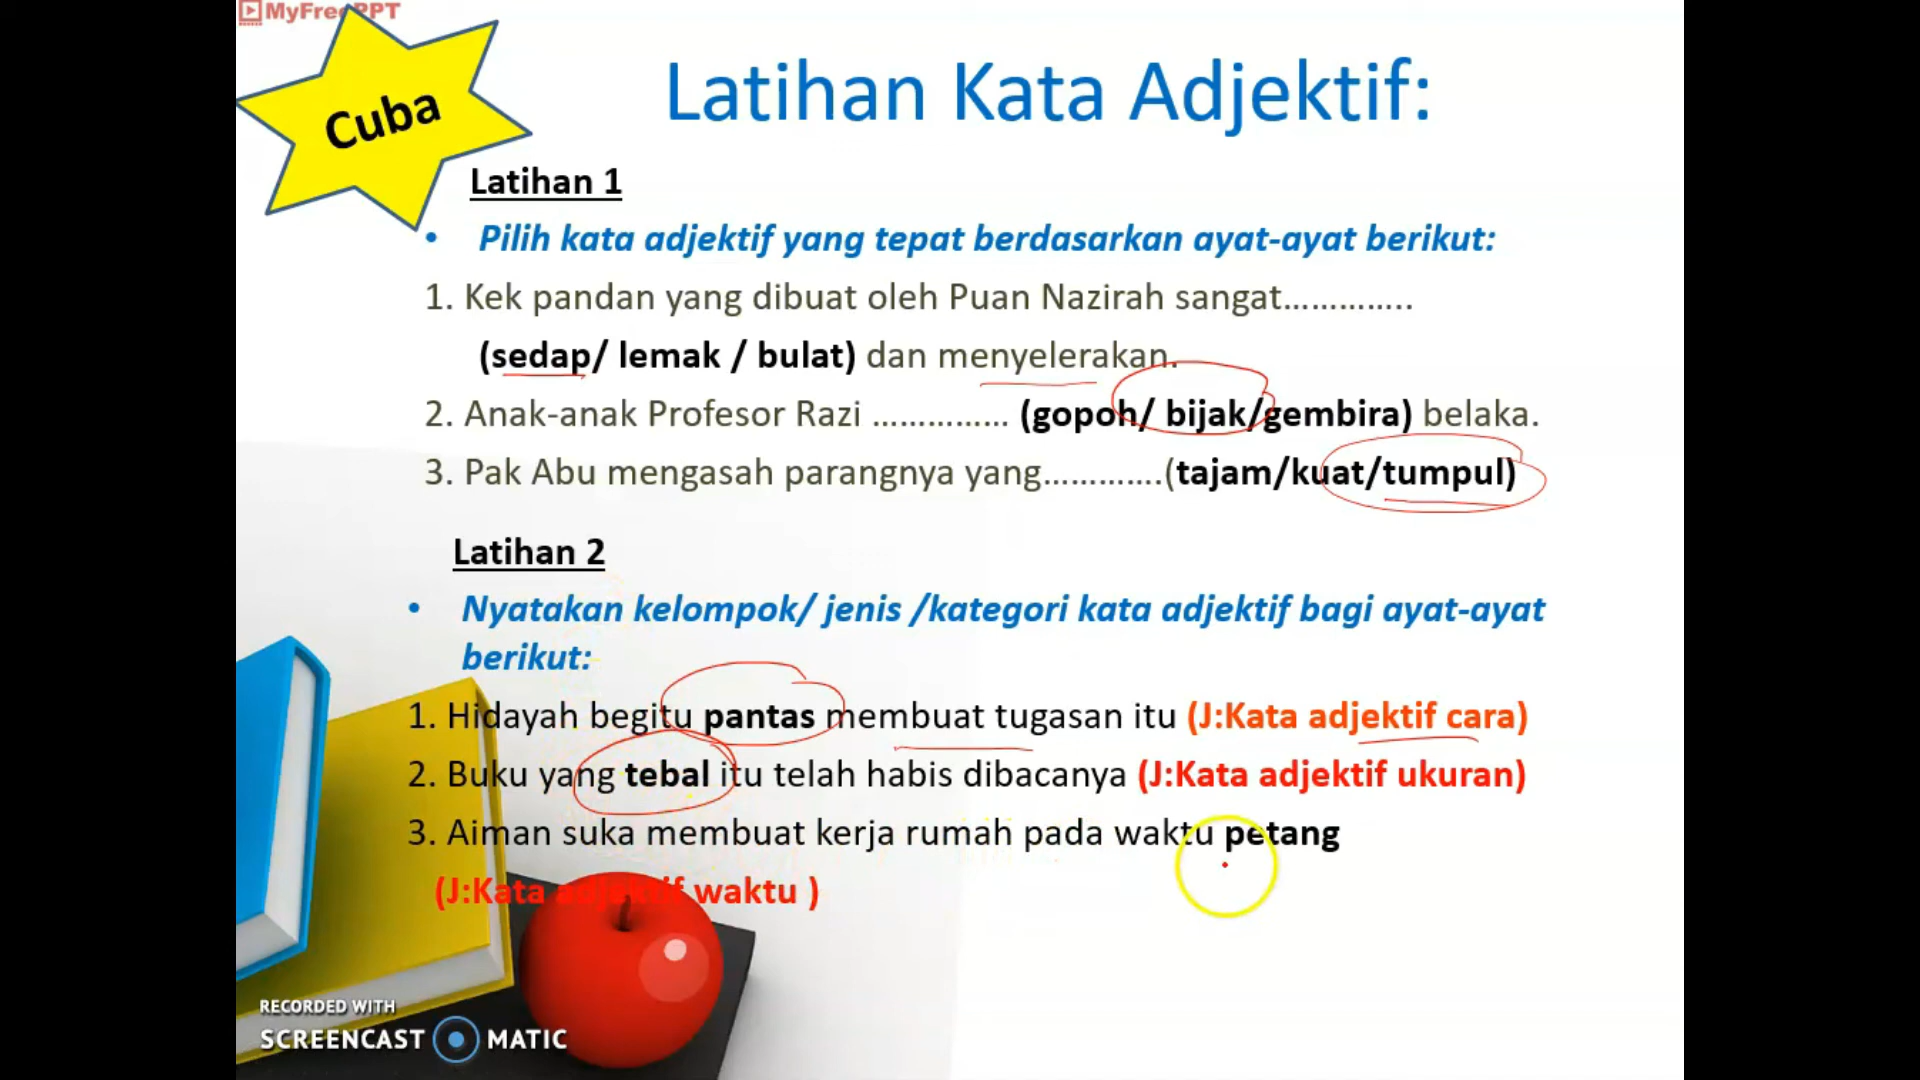 MyFreePPT
Cuba
Latihan Kata Adjektif:
Latihan 1
• Pilih kata adjektif yang tepat berdasarkan ayat-ayat berikut:
1. Kek pandan yang dibuat oleh Puan Nazirah sangat…………..
(sedap/ lemak / bulat) dan menyelerakan.
2. Anak-anak Profesor Razi …………… (gopoh/ bijak/gembira) belaka.
3. Pak Abu mengasah parangnya yang………….(tajam/kuat/tumpul)
Latihan 2
• Nyatakan kelompok/ jenis /kategori kata adjektif bagi ayat-ayat
berikut:
1. Hidayah begitu pantas membuat tugasan itu (J:Kata adjektif cara)
2. Buku yang tebal itu telah habis dibacanya (J:Kata adjektif ukuran)
3. Aiman suka membuat kerja rumah pada waktu petang
(J:Kata adjektif waktu )
RECORDED WITH
SCREENCAST MATIC